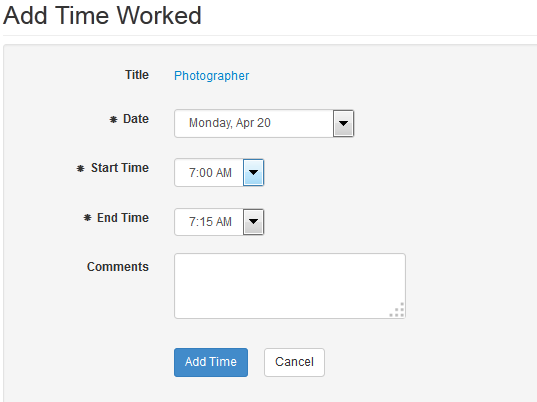 Add Time Worked
Title Photographer
✱ Date Monday, Apr 20
✱ Start Time 7:00 AM
✱ End Time 7:15 AM
Comments
Add Time Cancel